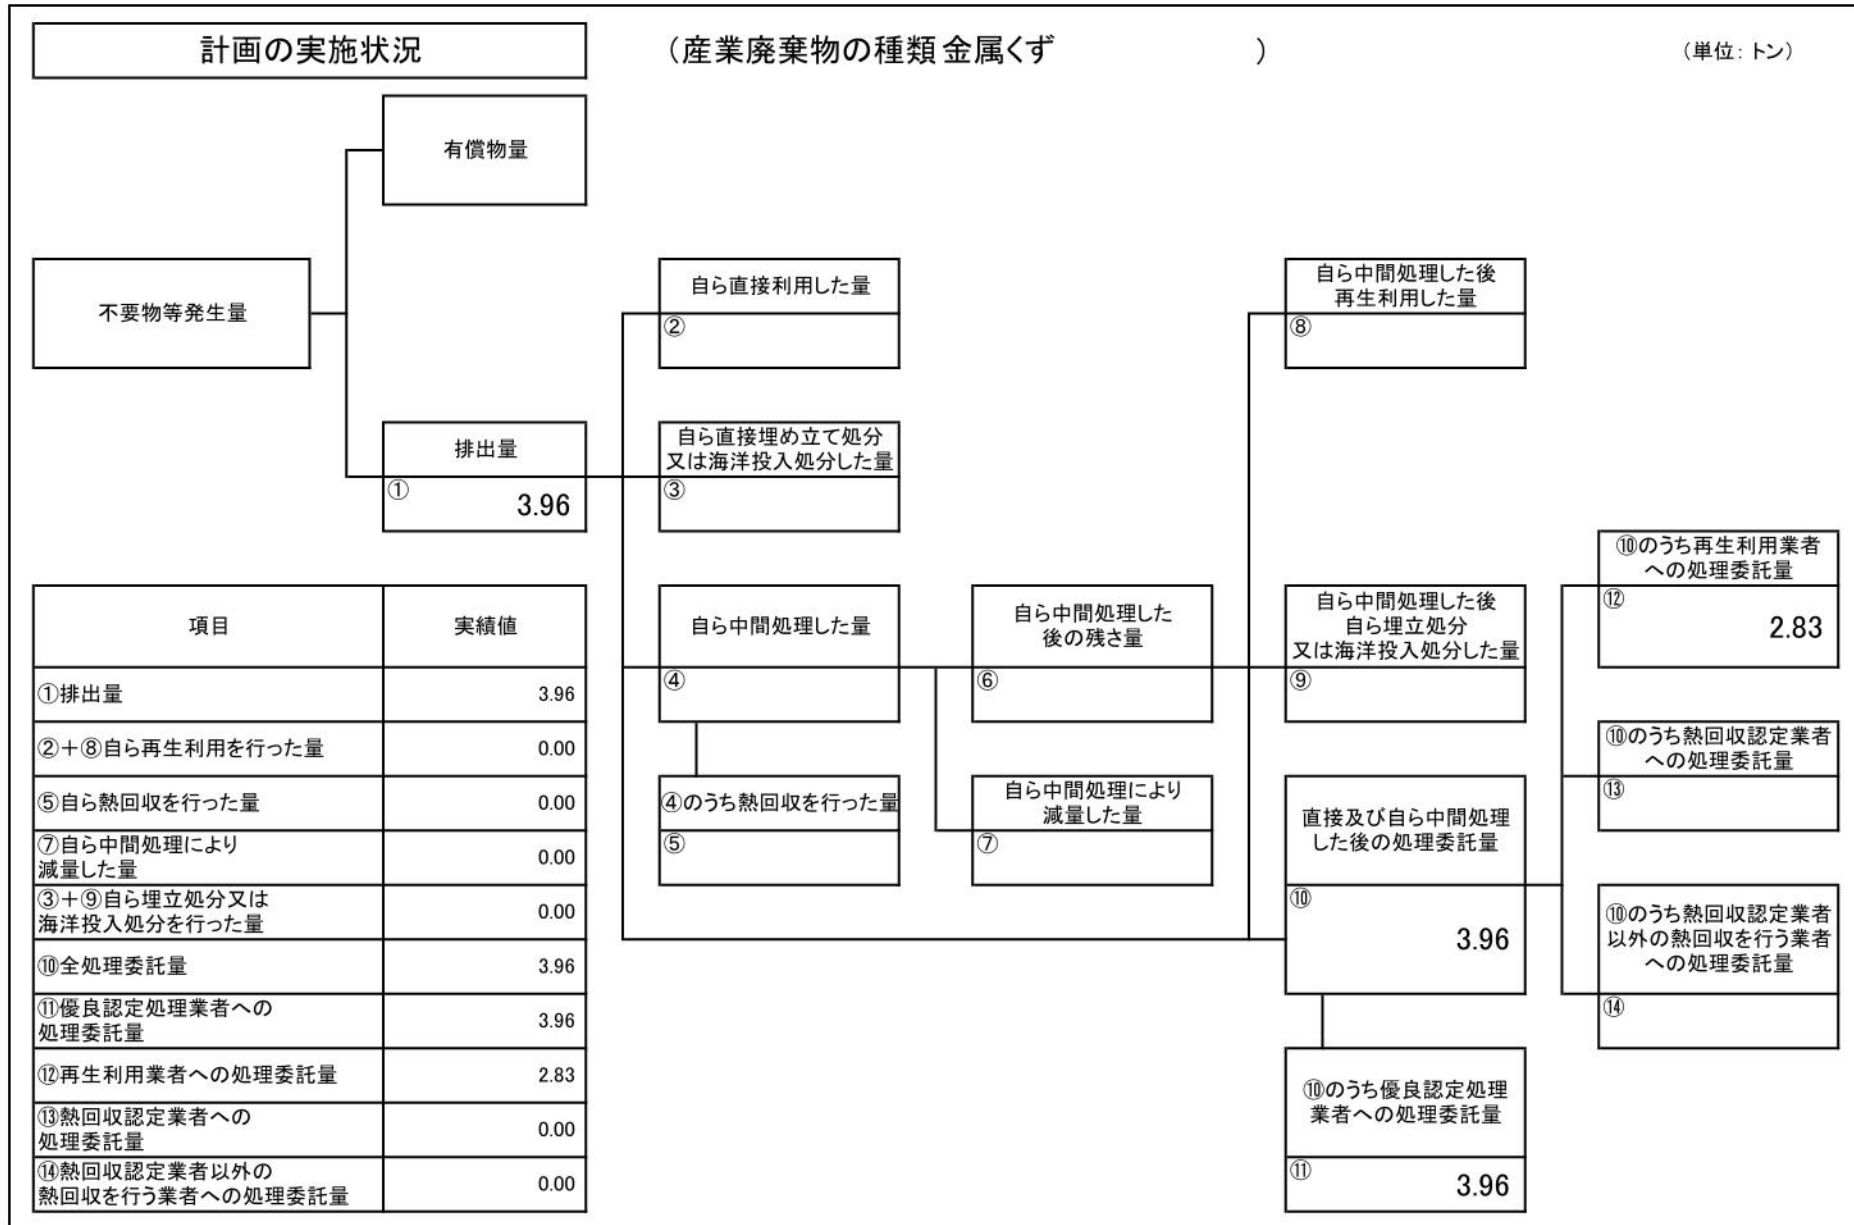 計画の実施状況
（産業廃棄物の種類 金属くず　　　　　　　）
（単位：トン）
有償物量
不要物等発生量
自ら直接利用した量
②
自ら中間処理した後
再生利用した量
⑧
排出量
①
3.96
自ら直接埋め立て処分
又は海洋投入処分した量
③
⑩のうち再生利用業者
への処理委託量
⑫
2.83
自ら中間処理した量
④
自ら中間処理した
後の残さ量
⑥
自ら中間処理した後
自ら埋立処分
又は海洋投入処分した量
⑨
⑩のうち熱回収認定業者
への処理委託量
⑬
④のうち熱回収を行った量
⑤
自ら中間処理により
減量した量
⑦
直接及び自ら中間処理
した後の処理委託量
⑩
3.96
⑩のうち熱回収認定業者
以外の熱回収を行う業者
への処理委託量
⑭
⑩のうち優良認定処理
業者への処理委託量
⑪
3.96
項目 実績値
①排出量 3.96
②＋⑧自ら再生利用を行った量 0.00
⑤自ら熱回収を行った量 0.00
⑦自ら中間処理により
減量した量 0.00
③＋⑨自ら埋立処分又は
海洋投入処分を行った量 0.00
⑩全処理委託量 3.96
⑪優良認定処理業者への
処理委託量 3.96
⑫再生利用業者への処理委託量 2.83
⑬熱回収認定業者への
処理委託量 0.00
⑭熱回収認定業者以外の
熱回収を行う業者への処理委託量 0.00